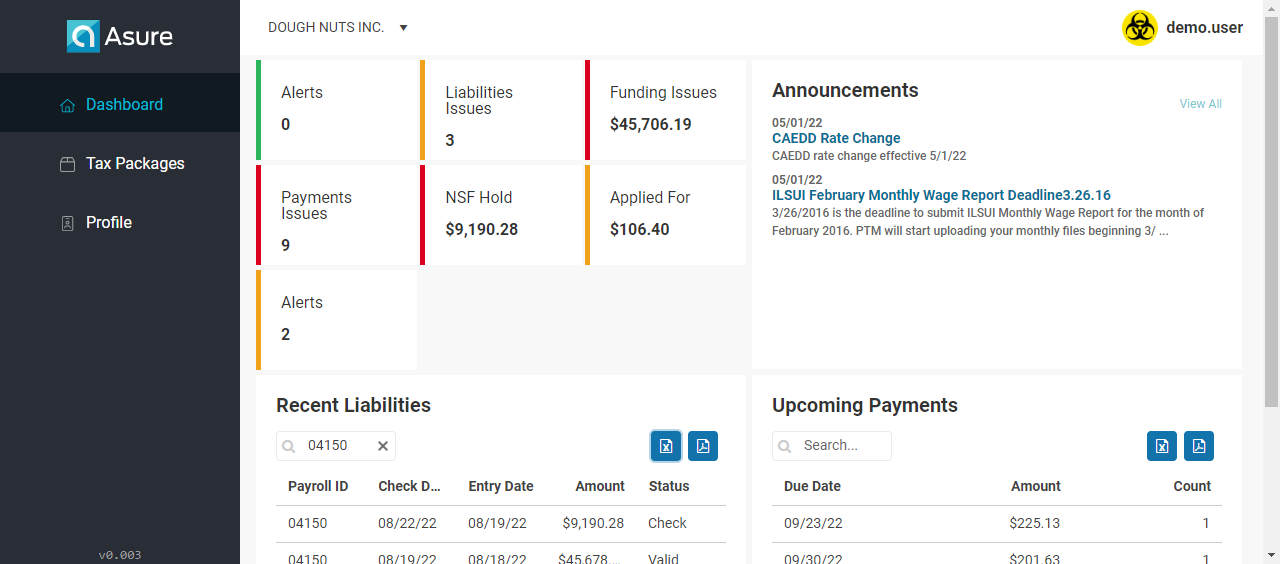 Asure
DOUGH NUTS INC.
demo.user
Dashboard
Tax Packages
Profile
v0.003
Alerts
0
Liabilities
Issues
3
Funding Issues
$45,706.19
Payments
Issues
9
NSF Hold
$9,190.28
Applied For
$106.40
Alerts
2
Announcements
View All
05/01/22
CAEDD Rate Change
CAEDD rate change effective 5/1/22
05/01/22
ILSUI February Monthly Wage Report Deadline3.26.16
3/26/2016 is the deadline to submit ILSUI Monthly Wage Report for the month of
February 2016. PTM will start uploading your monthly files beginning 3/ ...
Recent Liabilities
04150
Payroll ID Check D... Entry Date Amount Status
04150 08/22/22 08/19/22 $9,190.28 Check
04150 08/19/22 08/18/22 $45,678.... Valid
Upcoming Payments
Search...
Due Date Amount Count
09/23/22 $225.13 1
09/30/22 $201.63 1